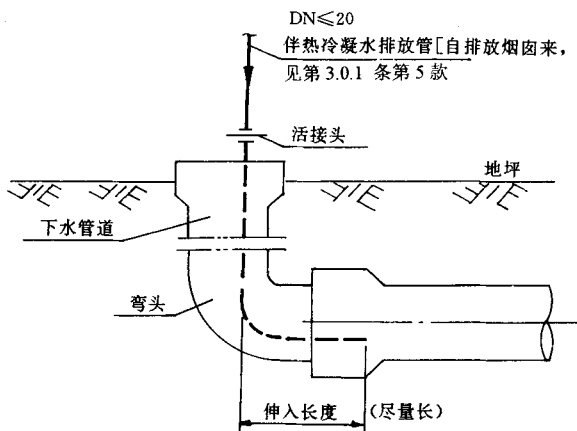 DN≤20
伴热冷凝水排放管[自排放烟囱来，
见第 3.0.1 条第 5 款
活接头
地坪
下水管道
弯头
伸入长度 (尽量长)